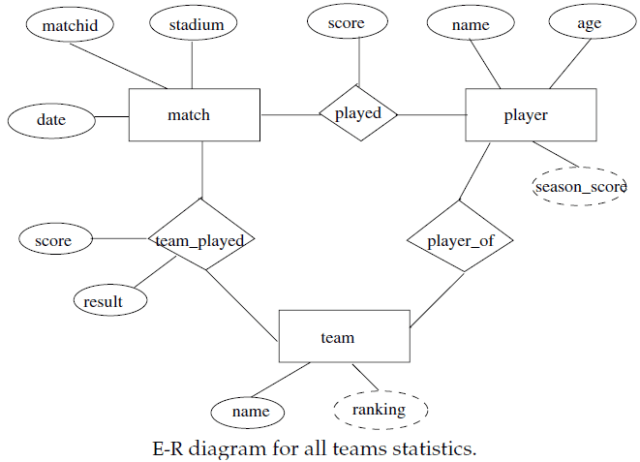 matchid
stadium
score
name
age
date
match
played
player
season_score
score
team_played
player_of
result
team
name
ranking
E-R diagram for all teams statistics.